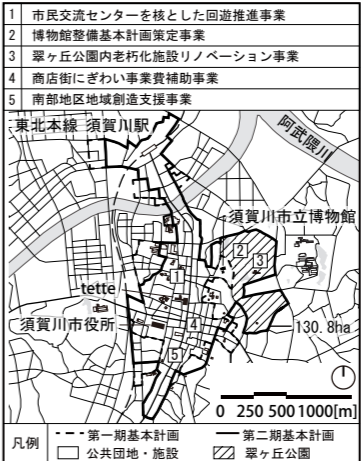 1 市民交流センターを核とした回遊推進事業
2 博物館整備基本計画策定事業
3 翠ヶ丘公園内老朽化施設リノベーション事業
4 商店街にぎわい事業費補助事業
5 南部地区地域創造支援事業
東北本線 須賀川駅
阿武隈川
須賀川市立博物館
2
3
1
tette
須賀川市役所
4
130.8ha
5
0 250 500 1000[m]
凡例
第一期基本計画
第二期基本計画
公共団地・施設
翠ヶ丘公園